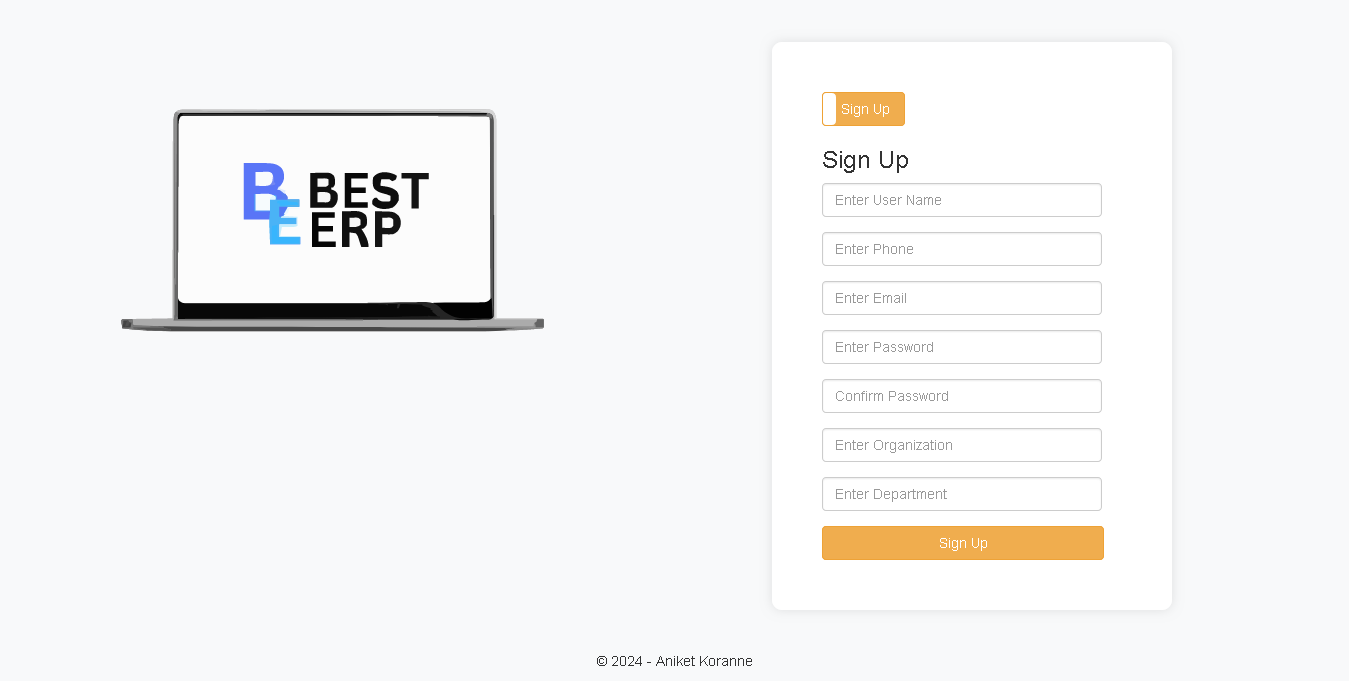 BE BEST
ERP
Sign Up
Sign Up
Enter User Name
Enter Phone
Enter Email
Enter Password
Confirm Password
Enter Organization
Enter Department
Sign Up
© 2024 - Aniket Koranne